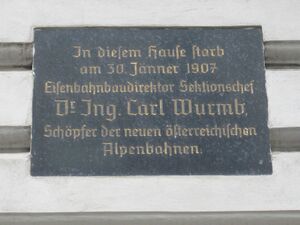 In diesem Hause starb
am 30. Jänner 1907
Eisenbahnbaudirektor Sektionschef
Dr Ing. Carl Wurmb,
Schöpfer der neuen österreichischen
Alpenbahnen.